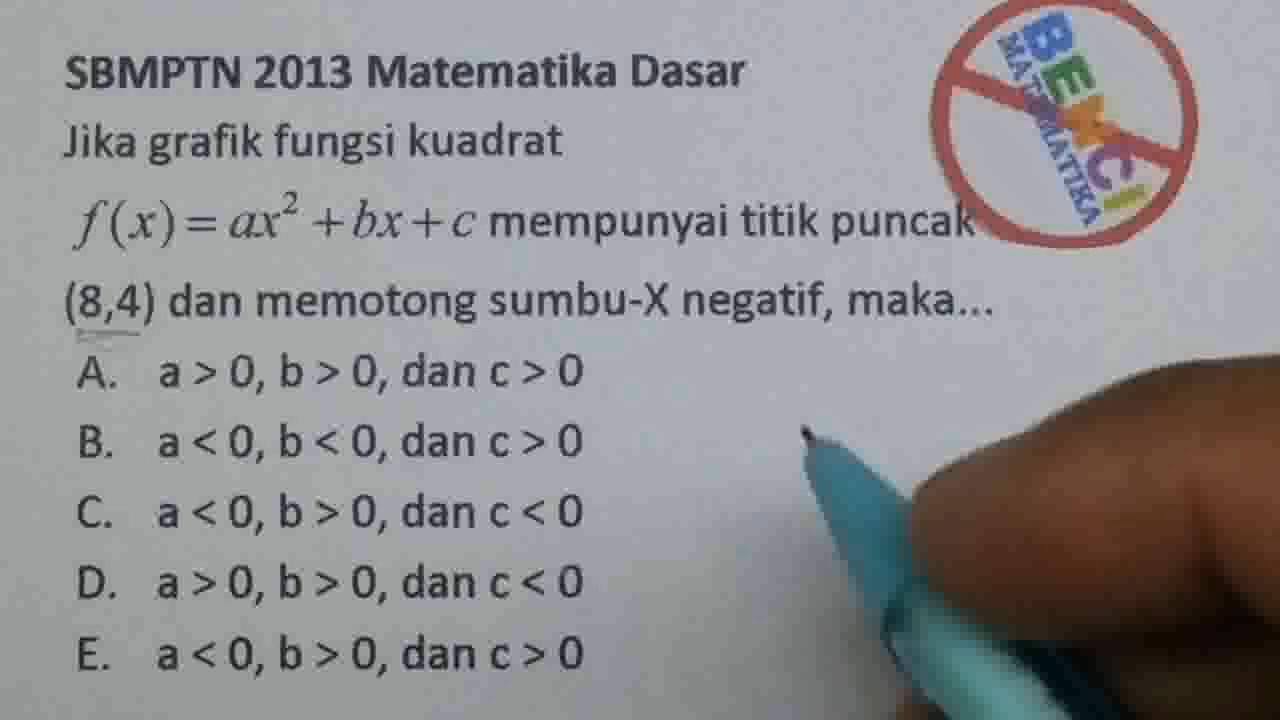 SBMPTN 2013 Matematika Dasar
BENCI
MATEMATIKA
Jika grafik fungsi kuadrat
f(x) = ax² + bx + c mempunyai titik puncak
(8,4) dan memotong sumbu-X negatif, maka...
A. a > 0, b > 0, dan c > 0
B. a < 0, b < 0, dan c > 0
C. a < 0, b > 0, dan c < 0
D. a > 0, b > 0, dan c < 0
E. a < 0, b > 0, dan c > 0